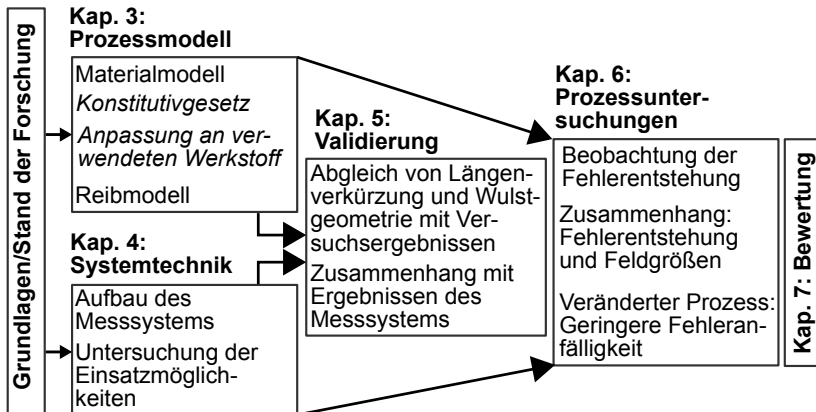 Grundlagen/Stand der Forschung
Kap. 3:
Prozessmodell
Materialmodell
Konstitutivgesetz
Anpassung an ver-
wendeten Werkstoff
Reibmodell
Kap. 4:
Systemtechnik
Aufbau des
Messsystems
Untersuchung der
Einsatzmöglich-
keiten
Kap. 5:
Validierung
Abgleich von Längen-
verkürzung und Wulst-
geometrie mit Ver-
suchsergebnissen
Zusammenhang mit
Ergebnissen des
Messsystems
Kap. 6:
Prozessunter-
suchungen
Beobachtung der
Fehlerentstehung
Zusammenhang:
Fehlerentstehung
und Feldgrößen
Veränderter Prozess:
Geringere Fehleran-
fälligkeit
Kap. 7: Bewertung